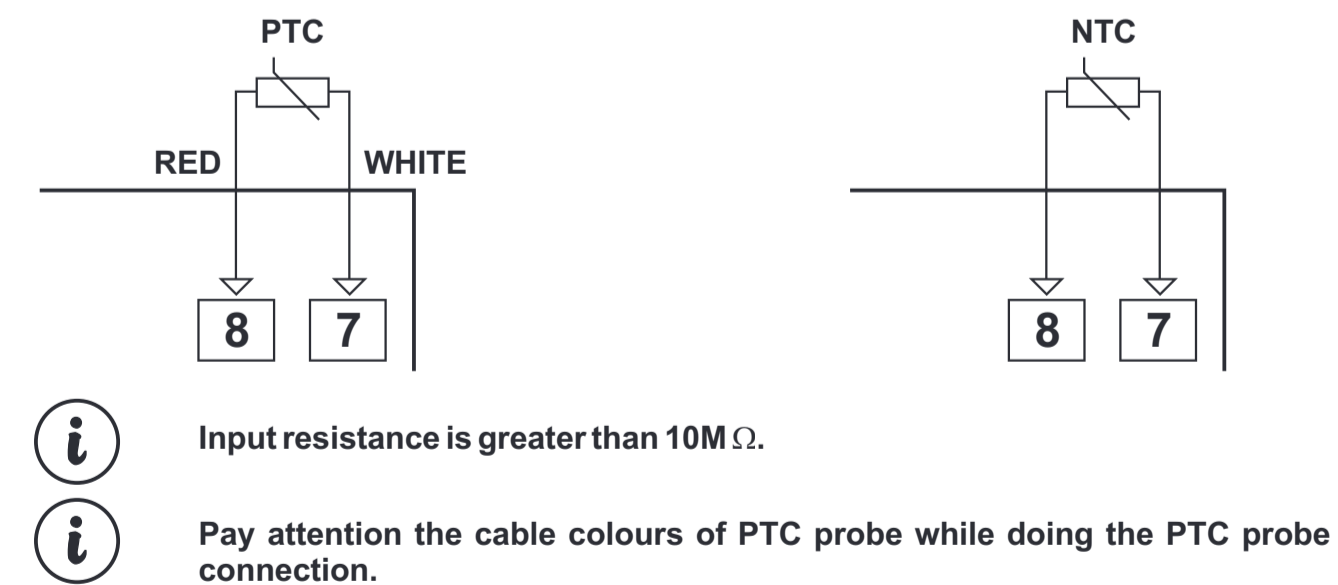 PTC
NTC
RED
WHITE
8
7
8
7
i
Input resistance is greater than 10M Ω.
i
Pay attention the cable colours of PTC probe while doing the PTC probe
connection.